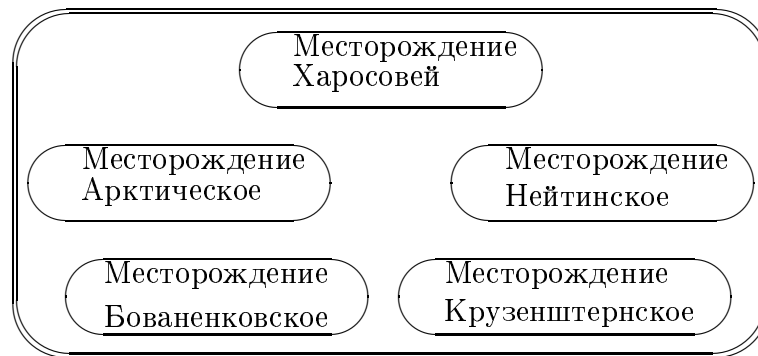 Месторождение
Харосовей
Месторождение
Арктическое
Месторождение
Нейтинское
Месторождение
Бованенковское
Месторождение
Крузенштернское